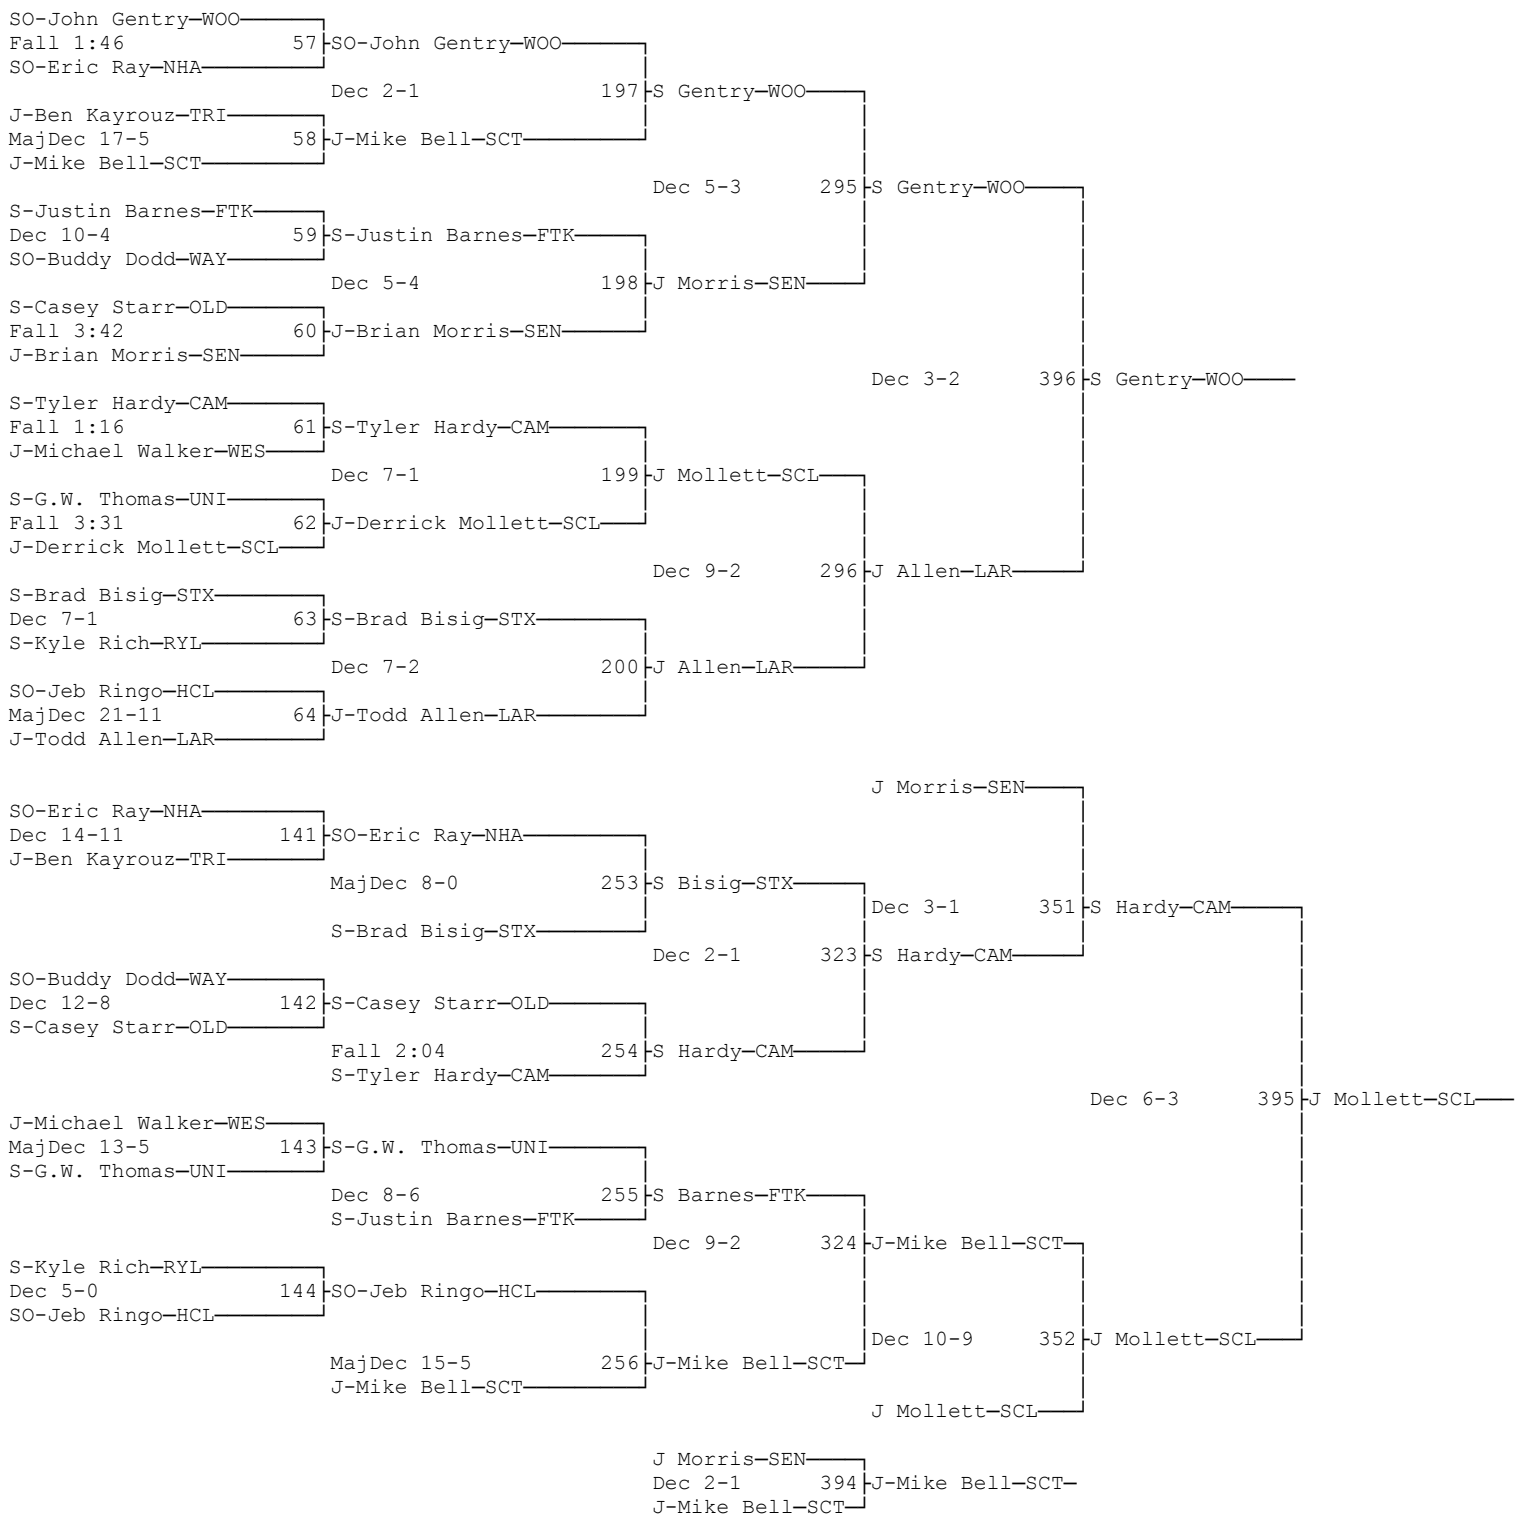 SO-John Gentry-WOO
Fall 1:46 57 SO-John Gentry-WOO
SO-Eric Ray-NHA
Dec 2-1 197 S Gentry-WOO
J-Ben Kayrouz-TRI
MajDec 17-5 58 J-Mike Bell-SCT
J-Mike Bell-SCT
Dec 5-3 295 S Gentry-WOO
S-Justin Barnes-FTK
Dec 10-4 59 S-Justin Barnes-FTK
SO-Buddy Dodd-WAY
Dec 5-4 198 J Morris-SEN
S-Casey Starr-OLD
Fall 3:42 60 J-Brian Morris-SEN
J-Brian Morris-SEN
Dec 3-2 396 S Gentry-WOO
S-Tyler Hardy-CAM
Fall 1:16 61 S-Tyler Hardy-CAM
J-Michael Walker-WES
Dec 7-1 199 J Mollett-SCL
S-G.W. Thomas-UNI
Fall 3:31 62 J-Derrick Mollett-SCL
J-Derrick Mollett-SCL
Dec 9-2 296 J Allen-LAR
S-Brad Bisig-STX
Dec 7-1 63 S-Brad Bisig-STX
S-Kyle Rich-RYL
Dec 7-2 200 J Allen-LAR
SO-Jeb Ringo-HCL
MajDec 21-11 64 J-Todd Allen-LAR
J-Todd Allen-LAR
J Morris-SEN
SO-Eric Ray-NHA
Dec 14-11 141 SO-Eric Ray-NHA
J-Ben Kayrouz-TRI
MajDec 8-0 253 S Bisig-STX
Dec 3-1 351 S Hardy-CAM
S-Brad Bisig-STX
Dec 2-1 323 S Hardy-CAM
SO-Buddy Dodd-WAY
Dec 12-8 142 S-Casey Starr-OLD
S-Casey Starr-OLD
Fall 2:04 254 S Hardy-CAM
S-Tyler Hardy-CAM
Dec 6-3 395 J Mollett-SCL
J-Michael Walker-WES
MajDec 13-5 143 S-G.W. Thomas-UNI
S-G.W. Thomas-UNI
Dec 8-6 255 S Barnes-FTK
S-Justin Barnes-FTK
Dec 9-2 324 J-Mike Bell-SCT
S-Kyle Rich-RYL
Dec 5-0 144 SO-Jeb Ringo-HCL
SO-Jeb Ringo-HCL
Dec 10-9 352 J Mollett-SCL
MajDec 15-5 256 J-Mike Bell-SCT
J-Mike Bell-SCT
J Mollett-SCL
J Morris-SEN
Dec 2-1 394 J-Mike Bell-SCT
J-Mike Bell-SCT